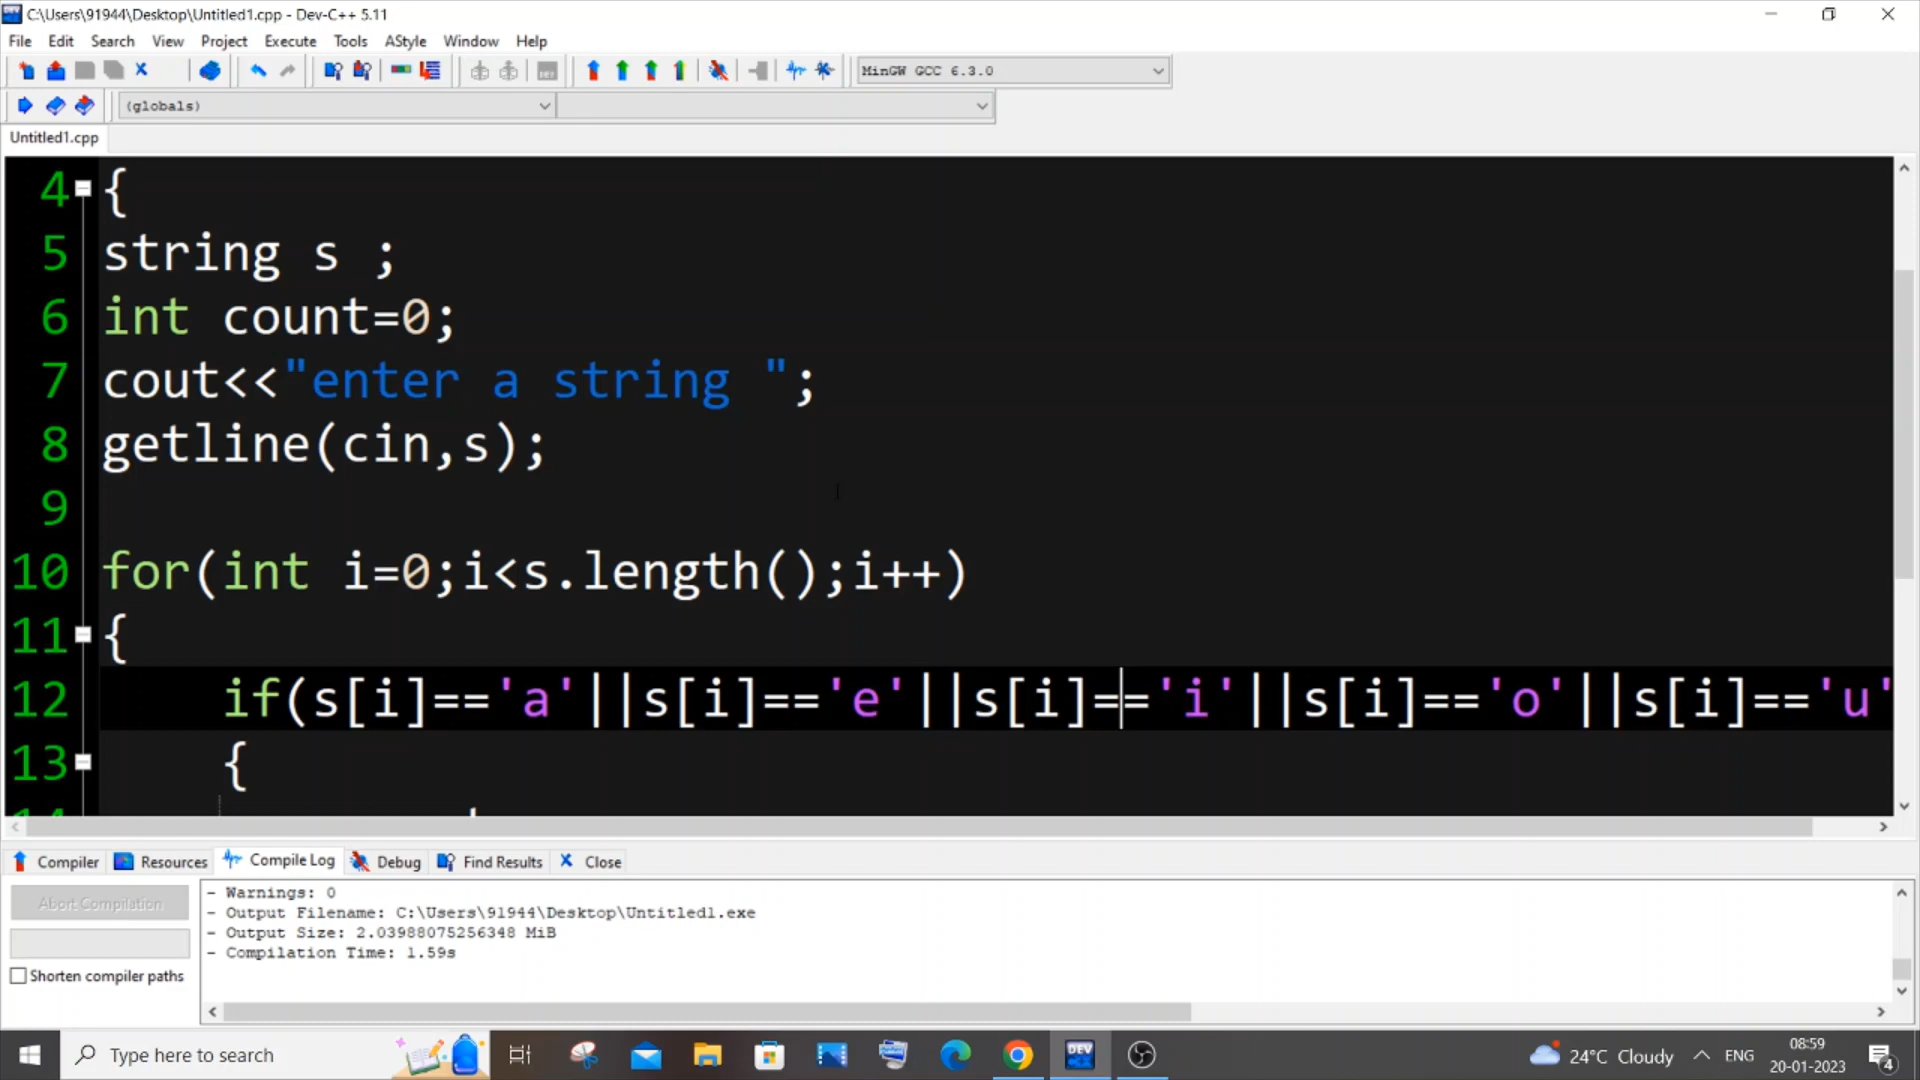 C:\Users\91944\Desktop\Untitled1.cpp - Dev-C++ 5.11
File Edit Search View Project Execute Tools AStyle Window Help
MinGW GCC 6.3.0
(globals)
Untitled1.cpp
4 {
5 string s ;
6 int count=0;
7 cout<<"enter a string ";
8 getline(cin,s);
9
10 for(int i=0;i<s.length();i++)
11 {
12 if(s[i]=='a'||s[i]=='e'||s[i]=='i'||s[i]=='o'||s[i]=='u'
13 {
Compiler Resources Compile Log Debug Find Results Close
Abort Compilation
Shorten compiler paths
- Warnings: 0
- Output Filename: C:\Users\91944\Desktop\Untitled1.exe
- Output Size: 2.03988075256348 MiB
- Compilation Time: 1.59s
Type here to search
DEV
24°C Cloudy
ENG
08:59
20-01-2023
4